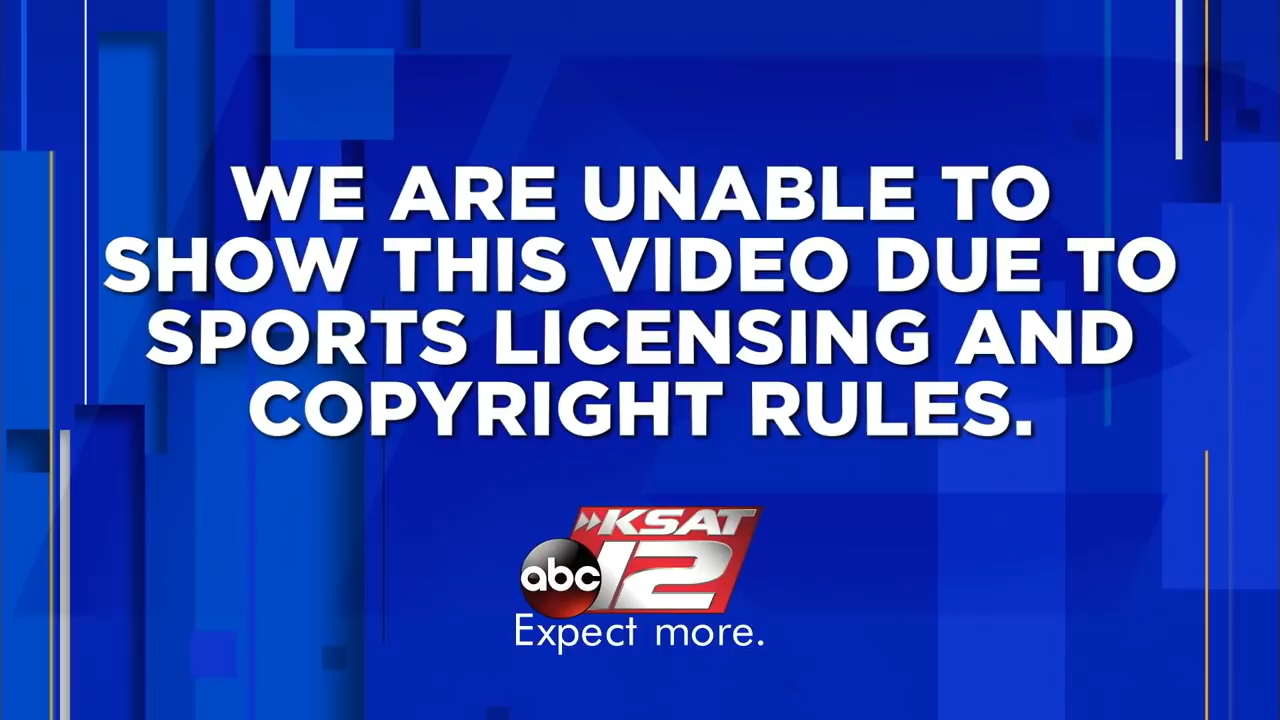 WE ARE UNABLE TO
SHOW THIS VIDEO DUE TO
SPORTS LICENSING AND
COPYRIGHT RULES.
KSAT
abc 12
Expect more.